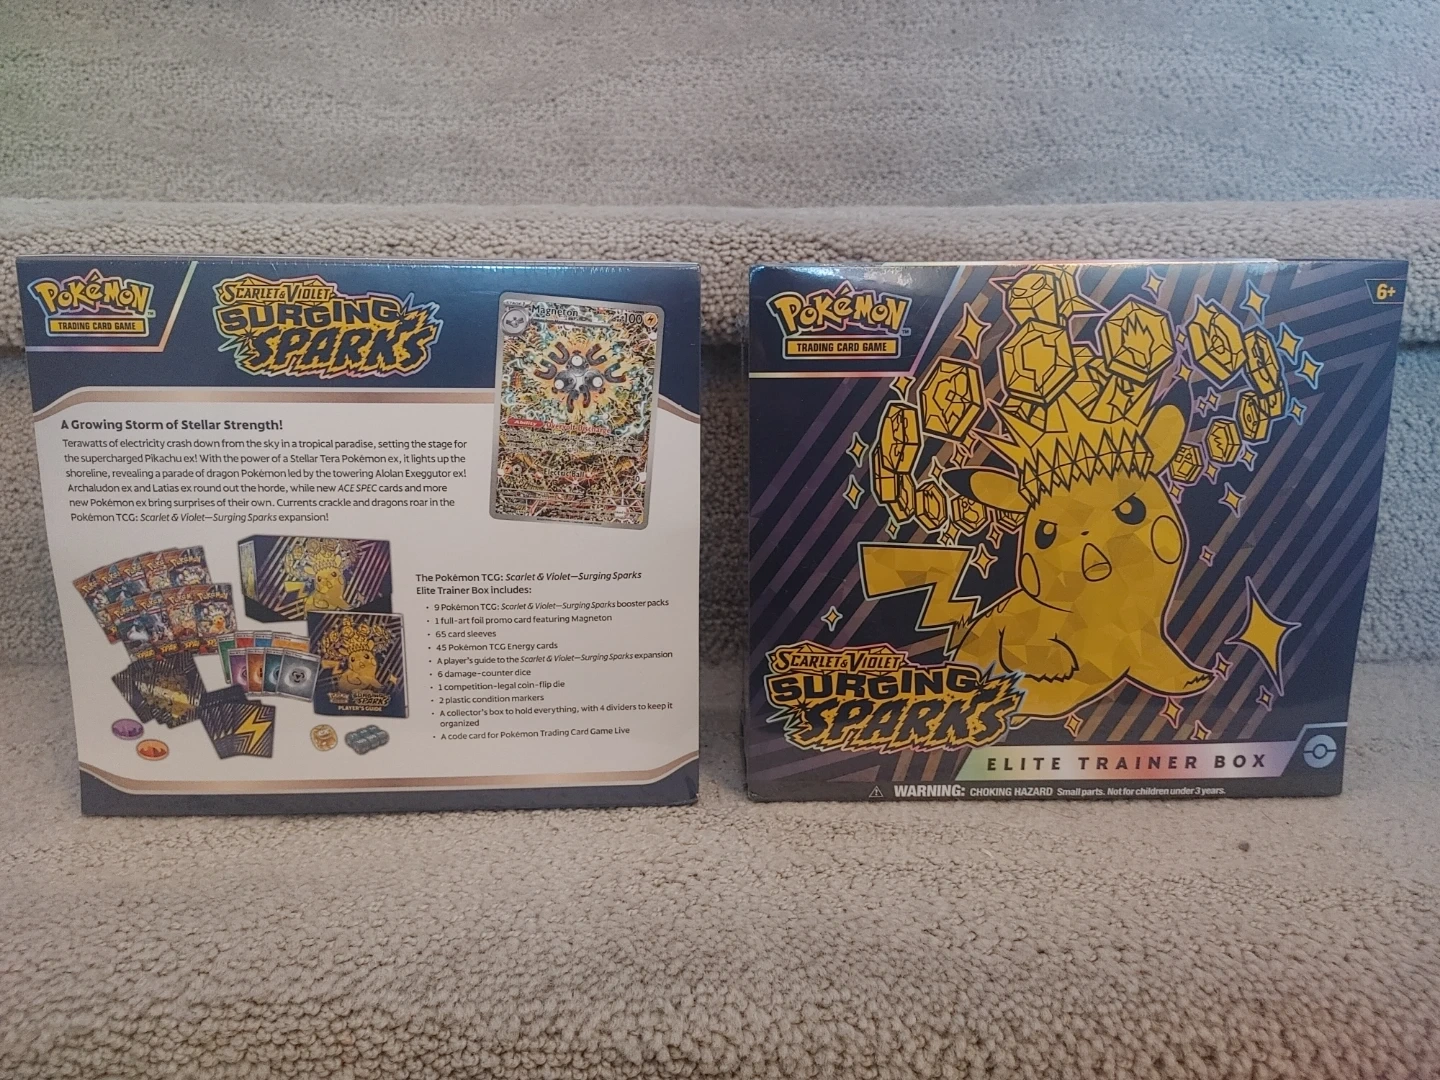 POKéMON
TRADING CARD GAME
SCARLET & VIOLET
SURGING
SPARKS
Magneron
100
A Growing Storm of Stellar Strength!
Terawatts of electricity crash down from the sky in a tropical paradise, setting the stage for
the supercharged Pikachu ex! With the power of a Stellar Tera Pokémon ex, it lights up the
shoreline, revealing a parade of dragon Pokémon led by the towering Alolan Exeggutor ex!
Archaludon ex and Latias ex round out the horde, while new ACE SPEC cards and more
new Pokémon ex bring surprises of their own. Currents crackle and dragons roar in the
Pokémon TCG: Scarlet & Violet—Surging Sparks expansion!
The Pokémon TCG: Scarlet & Violet—Surging Sparks
Elite Trainer Box includes:
• 9 Pokémon TCG: Scarlet & Violet—Surging Sparks booster packs
• 1 full-art foil promo card featuring Magneton
• 65 card sleeves
• 45 Pokémon TCG Energy cards
• A player's guide to the Scarlet & Violet—Surging Sparks expansion
• 6 damage-counter dice
• 1 competition-legal coin-flip die
• 2 plastic condition markers
• A collector's box to hold everything, with 4 dividers to keep it
organized
• A code card for Pokémon Trading Card Game Live
SURGING
SPARKS
PLAYER'S GUIDE
POKéMON
TRADING CARD GAME
6+
SCARLET & VIOLET
SURGING
SPARKS
ELITE TRAINER BOX
WARNING: CHOKING HAZARD Small parts. Not for children under 3 years.